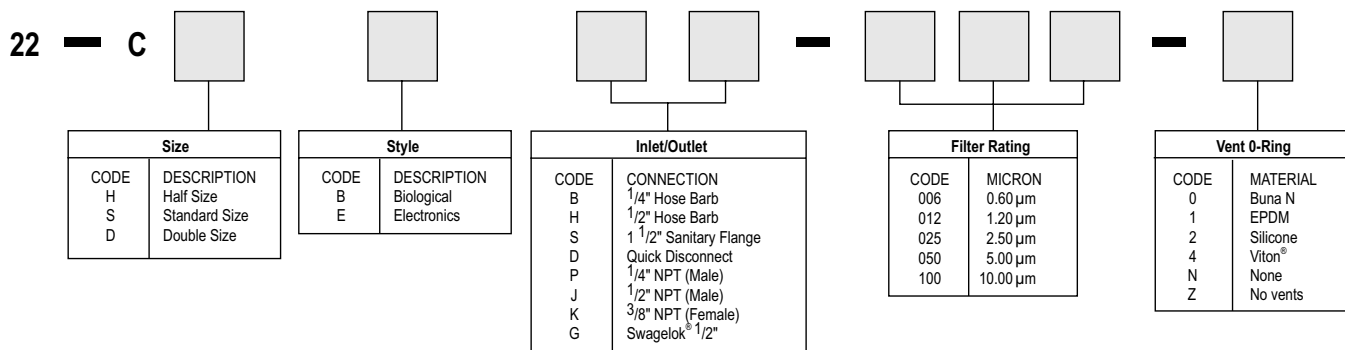 22 — C — —
Size
CODE DESCRIPTION
H Half Size
S Standard Size
D Double Size
Style
CODE DESCRIPTION
B Biological
E Electronics
Inlet/Outlet
CODE CONNECTION
B 1/4" Hose Barb
H 1/2" Hose Barb
S 1 1/2" Sanitary Flange
D Quick Disconnect
P 1/4" NPT (Male)
J 1/2" NPT (Male)
K 3/8" NPT (Female)
G Swagelok® 1/2"
Filter Rating
CODE MICRON
006 0.60 µm
012 1.20 µm
025 2.50 µm
050 5.00 µm
100 10.00 µm
Vent 0-Ring
CODE MATERIAL
0 Buna N
1 EPDM
2 Silicone
4 Viton®
N None
Z No vents